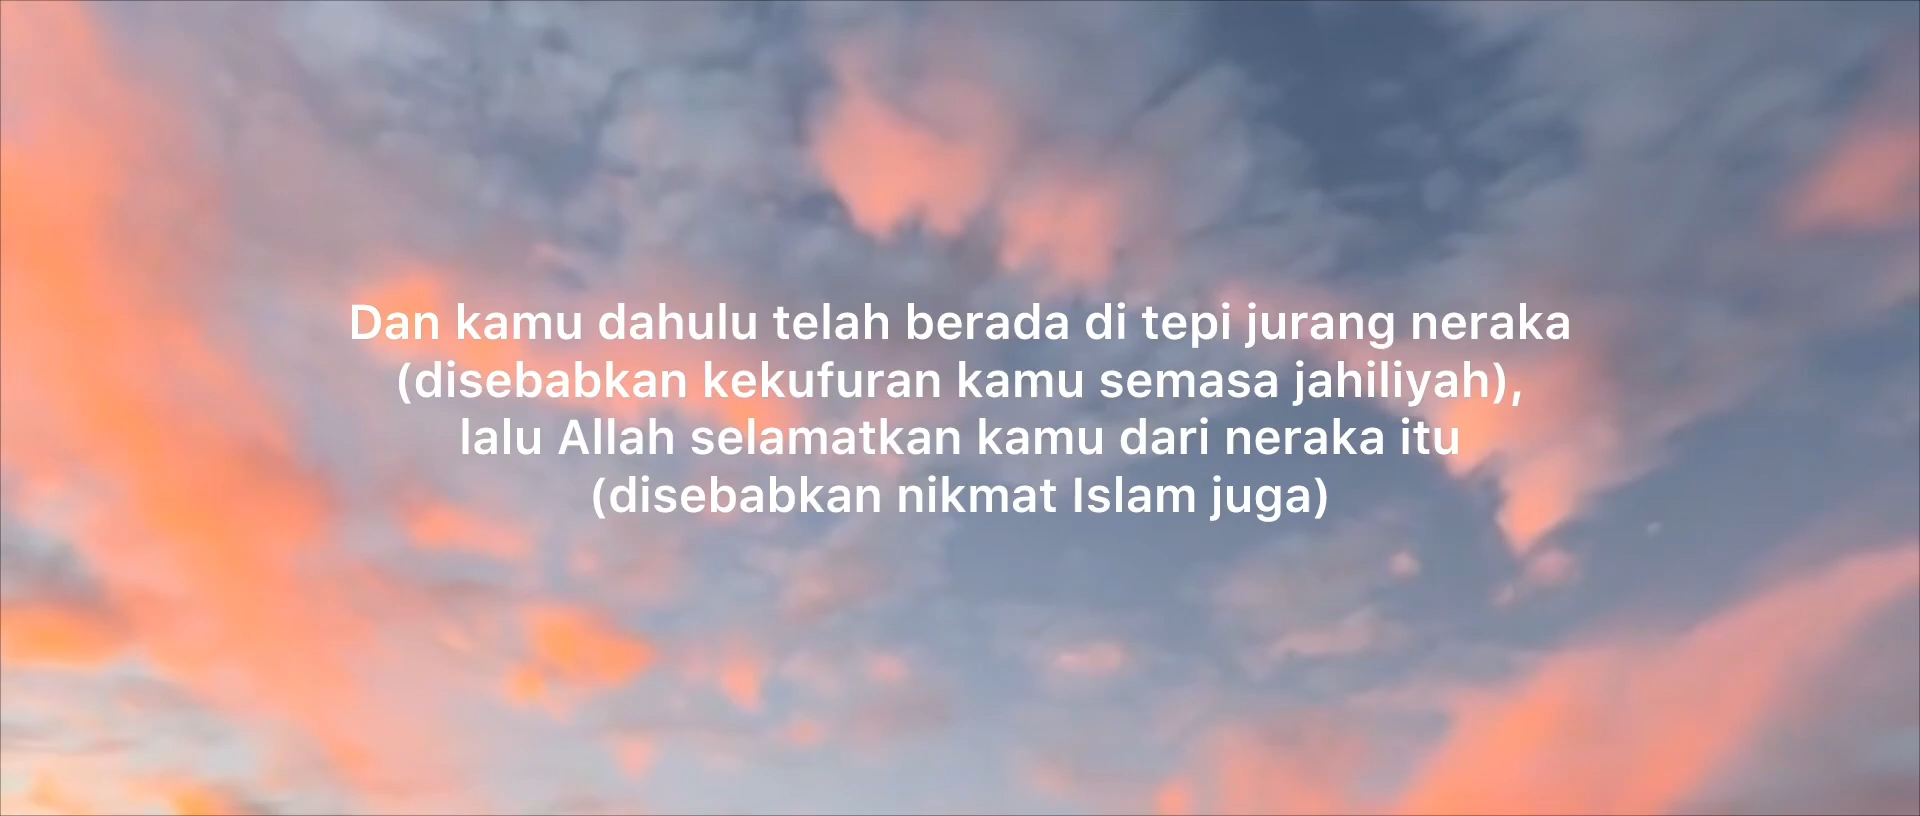 Dan kamu dahulu telah berada di tepi jurang neraka
(disebabkan kekufuran kamu semasa jahiliyah),
lalu Allah selamatkan kamu dari neraka itu
(disebabkan nikmat Islam juga)